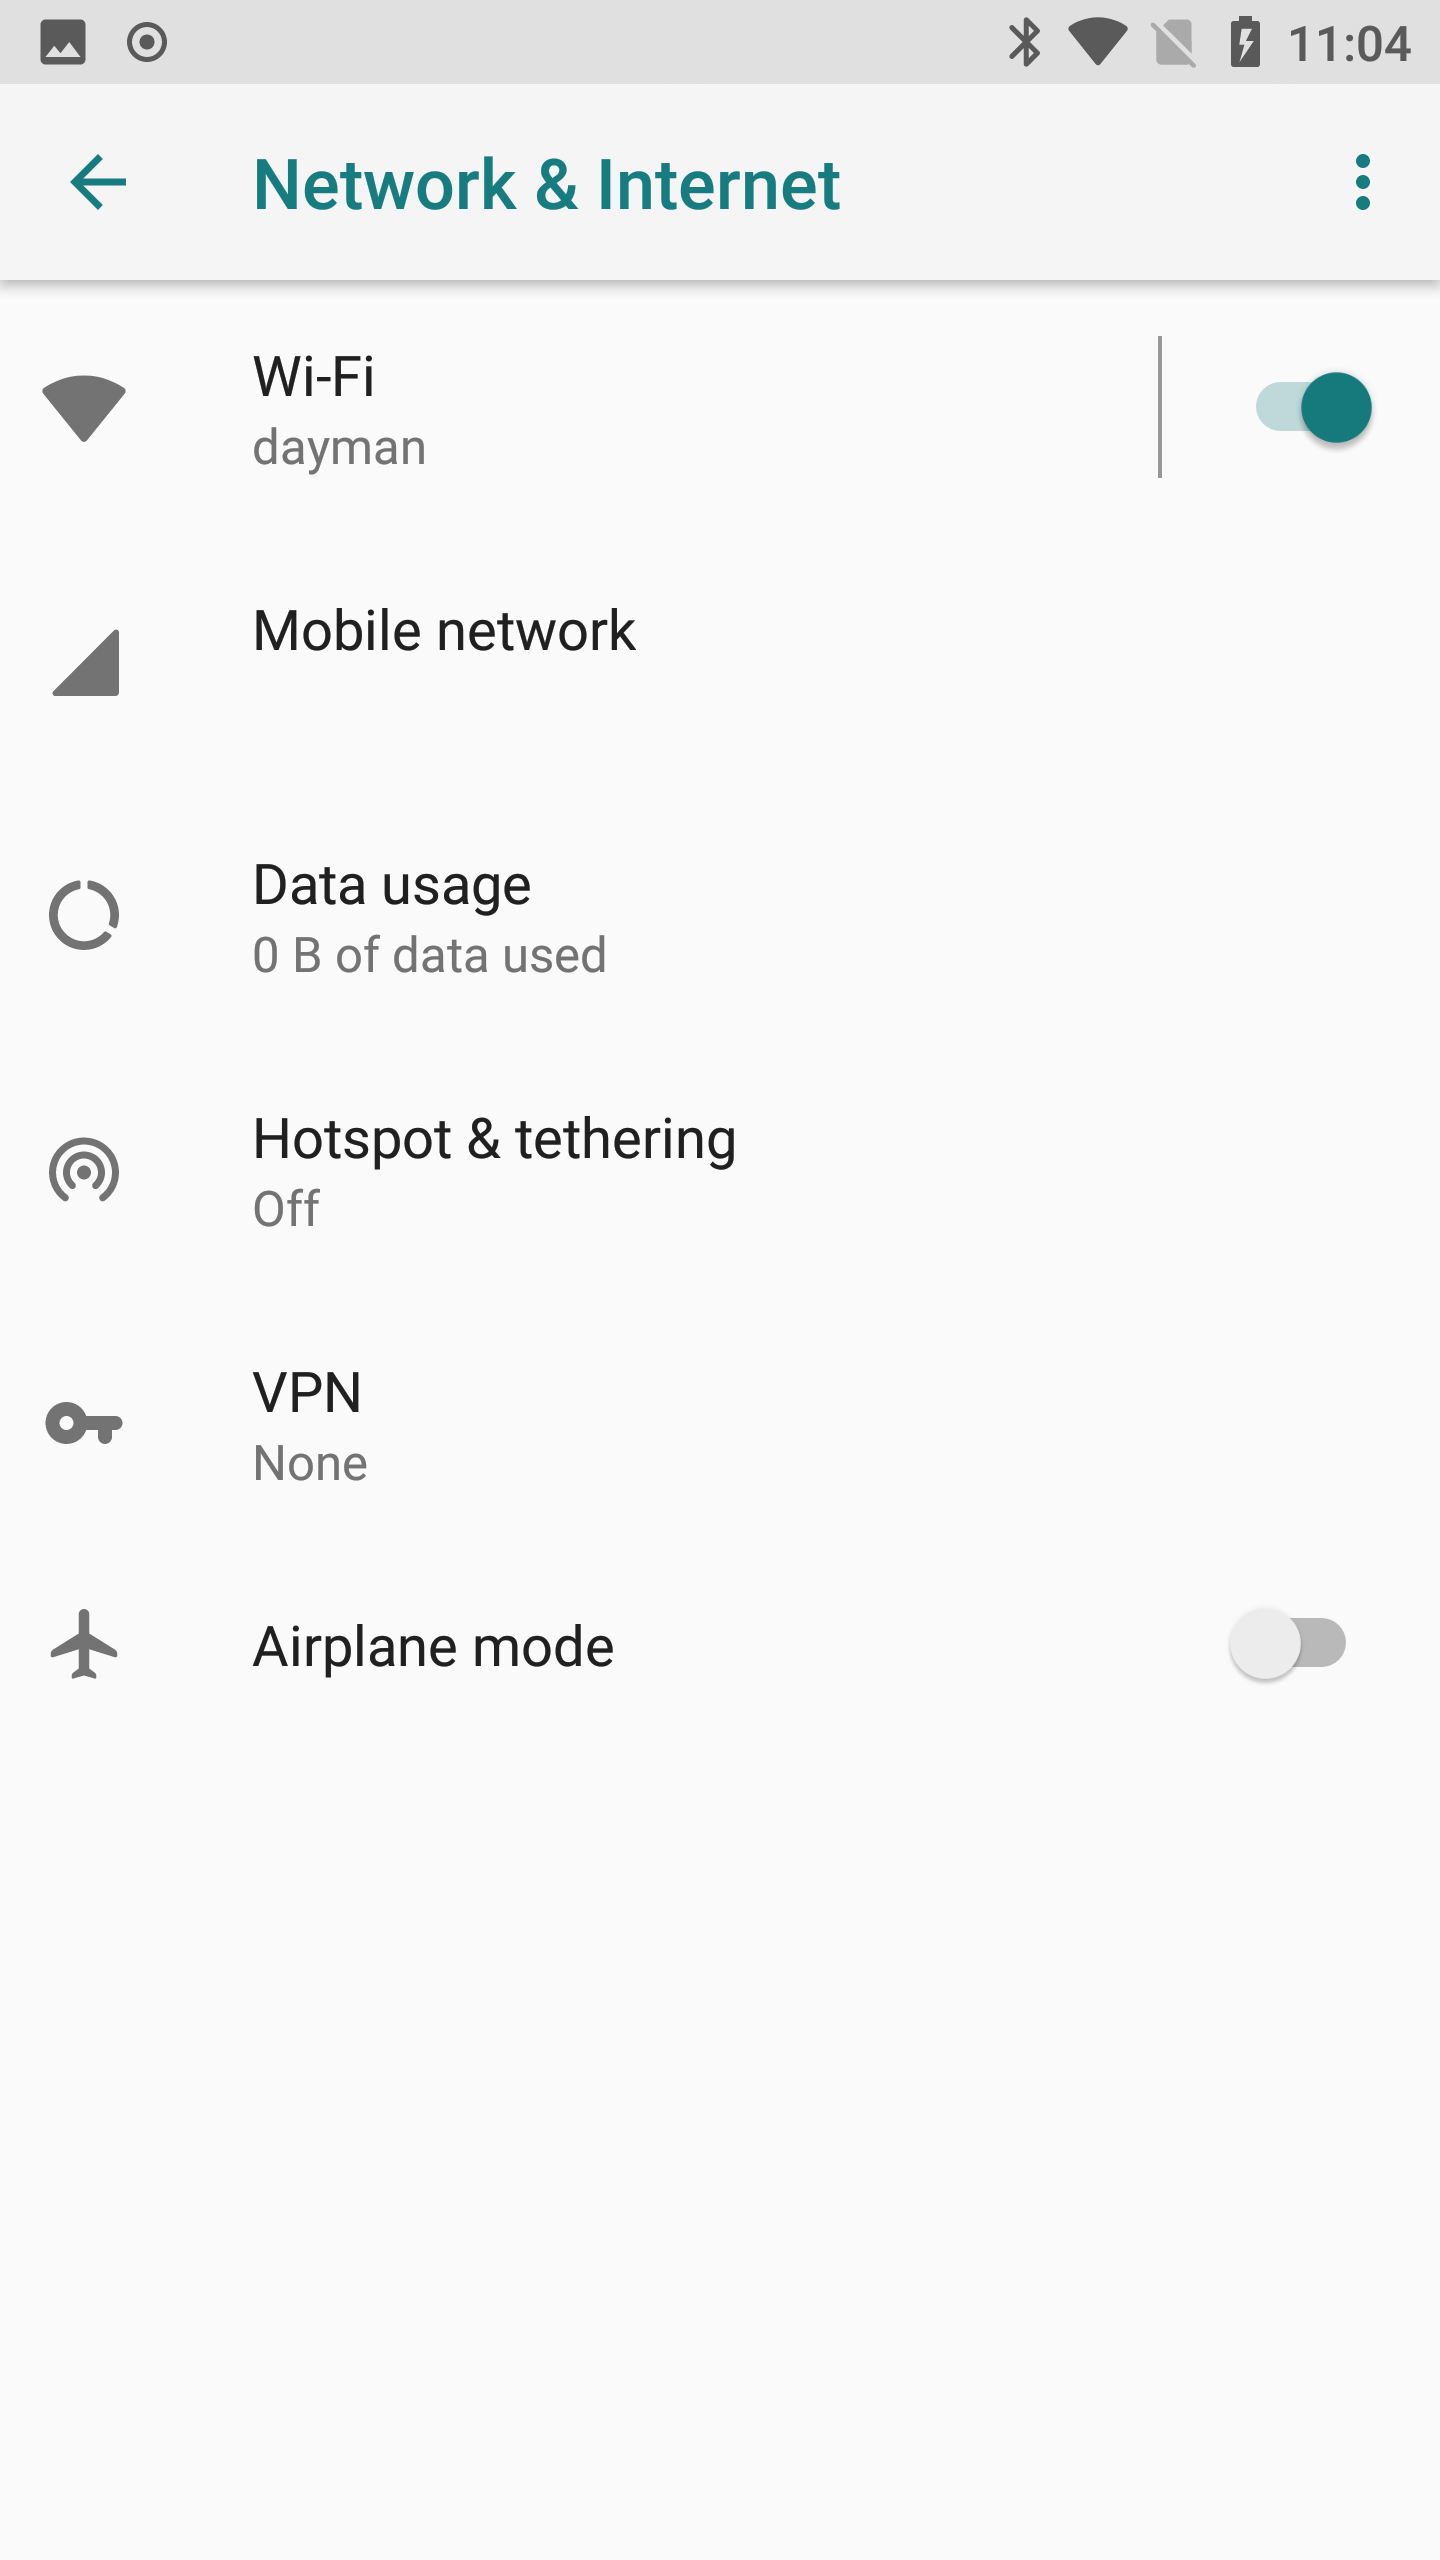 11:04
Network & Internet
Wi-Fi
dayman
Mobile network
Data usage
0 B of data used
Hotspot & tethering
Off
VPN
None
Airplane mode